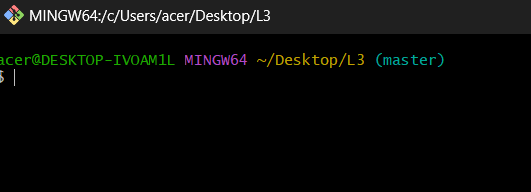 MINGW64:/c/Users/acer/Desktop/L3
acer@DESKTOP-IVOAM1L MINGW64 ~/Desktop/L3 (master)
$